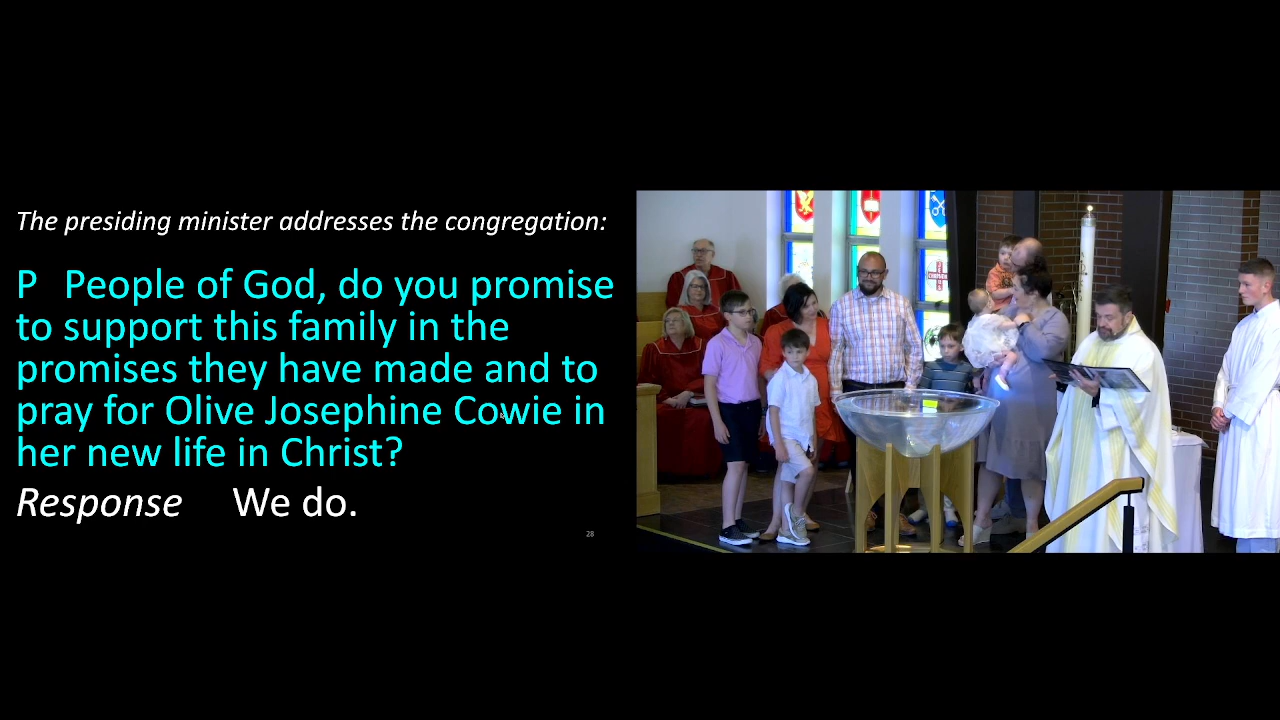 The presiding minister addresses the congregation:
P People of God, do you promise
to support this family in the
promises they have made and to
pray for Olive Josephine Cowie in
her new life in Christ?
Response We do.
28